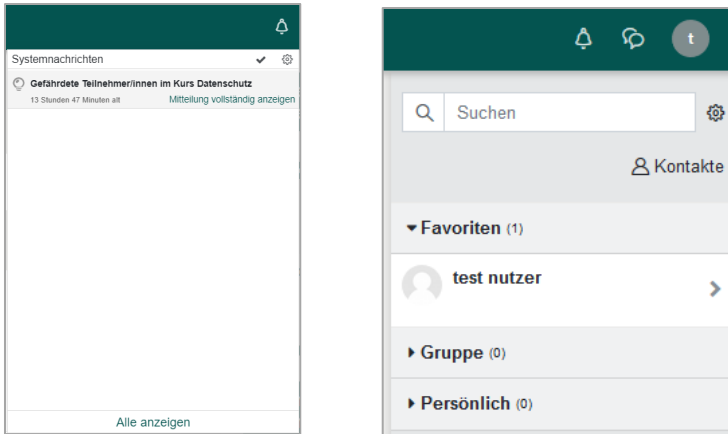 Systemnachrichten
Gefährdete Teilnehmer/innen im Kurs Datenschutz
13 Stunden 47 Minuten alt Mitteilung vollständig anzeigen
Alle anzeigen
t
Suchen
Kontakte
Favoriten (1)
test nutzer
Gruppe (0)
Persönlich (0)